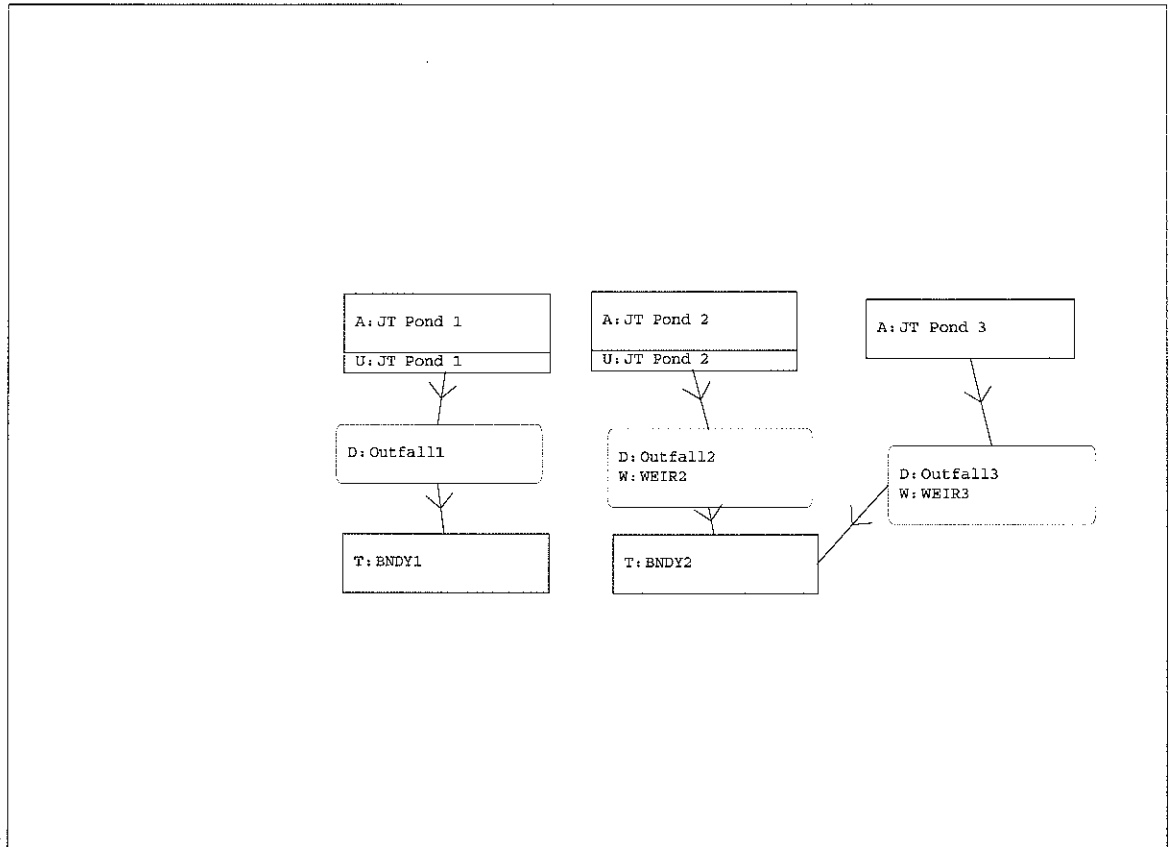 A:JT Pond 1
U:JT Pond 1
A:JT Pond 2
U:JT Pond 2
A:JT Pond 3
D:Outfall1
D:Outfall2
W:WEIR2
D:Outfall3
W:WEIR3
T:BNDY1
T:BNDY2